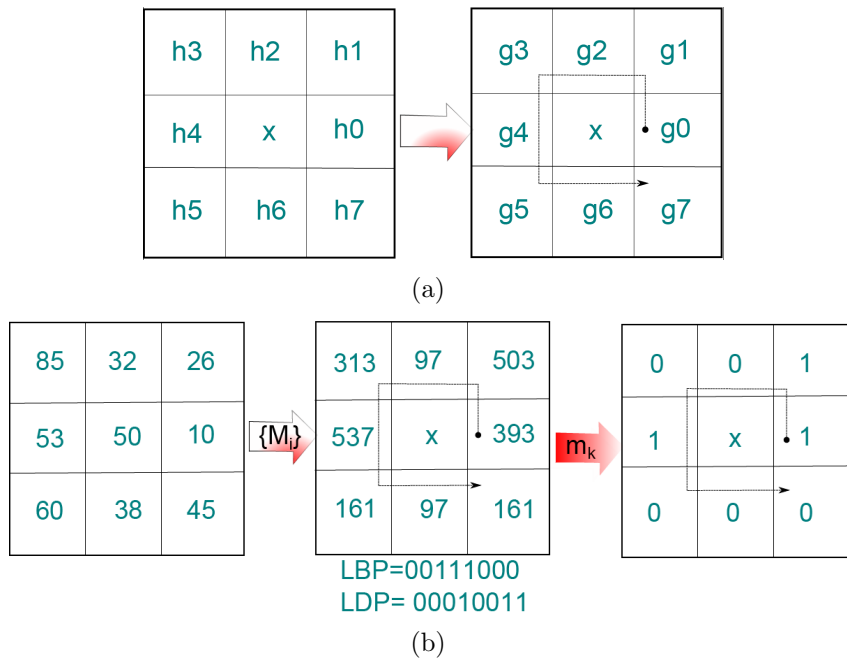 h3 h2 h1 g3 g2 g1
h4 x h0 g4 x g0
h5 h6 h7 g5 g6 g7
(a)
85 32 26 313 97 503 0 0 1
53 50 10 {M_i} 537 x 393 m_k 1 x 1
60 38 45 161 97 161 0 0 0
LBP=00111000
LDP= 00010011
(b)